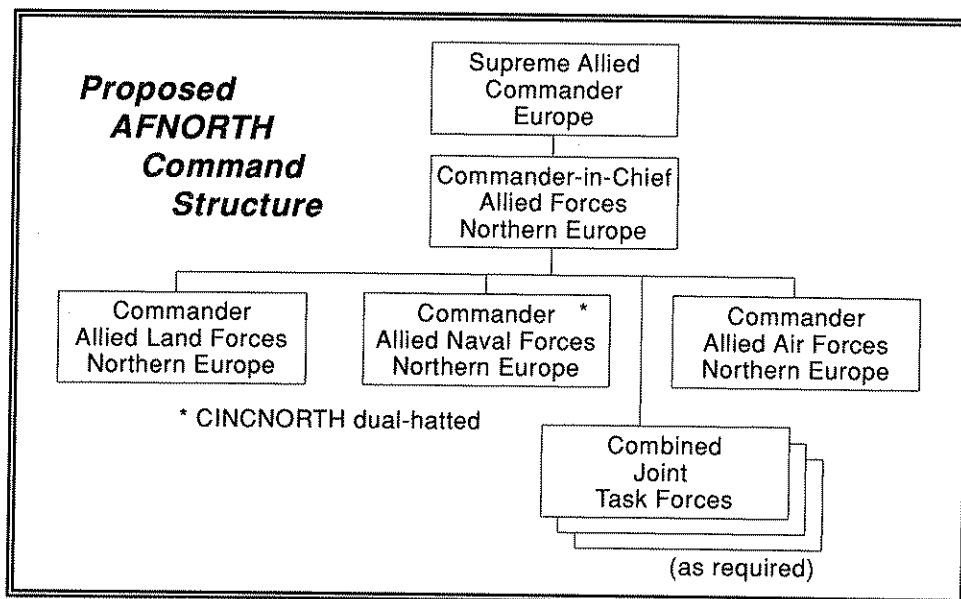 Proposed
AFNORTH
Command
Structure
Supreme Allied
Commander
Europe
Commander-in-Chief
Allied Forces
Northern Europe
Commander
Allied Land Forces
Northern Europe
Commander *
Allied Naval Forces
Northern Europe
Commander
Allied Air Forces
Northern Europe
* CINCNORTH dual-hatted
Combined
Joint
Task Forces
(as required)